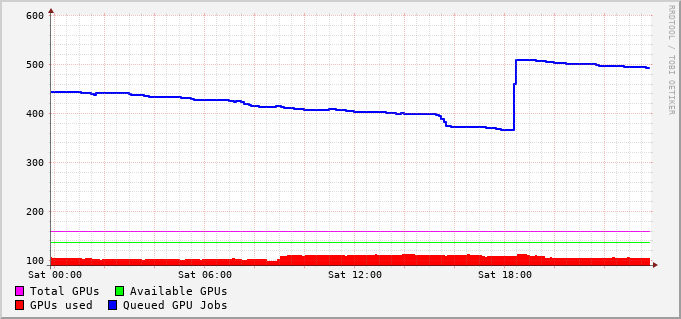 600
500
400
300
200
100
Sat 00:00 Sat 06:00 Sat 12:00 Sat 18:00
Total GPUs Available GPUs
GPUs used Queued GPU Jobs
RRDTOOL / TOBI OETIKER